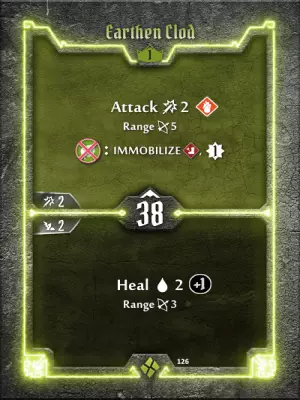 Earthen Clod
1
Attack 2
Range 5
: IMMOBILIZE , 1
2
38
2
Heal 2 +1
Range 3
126